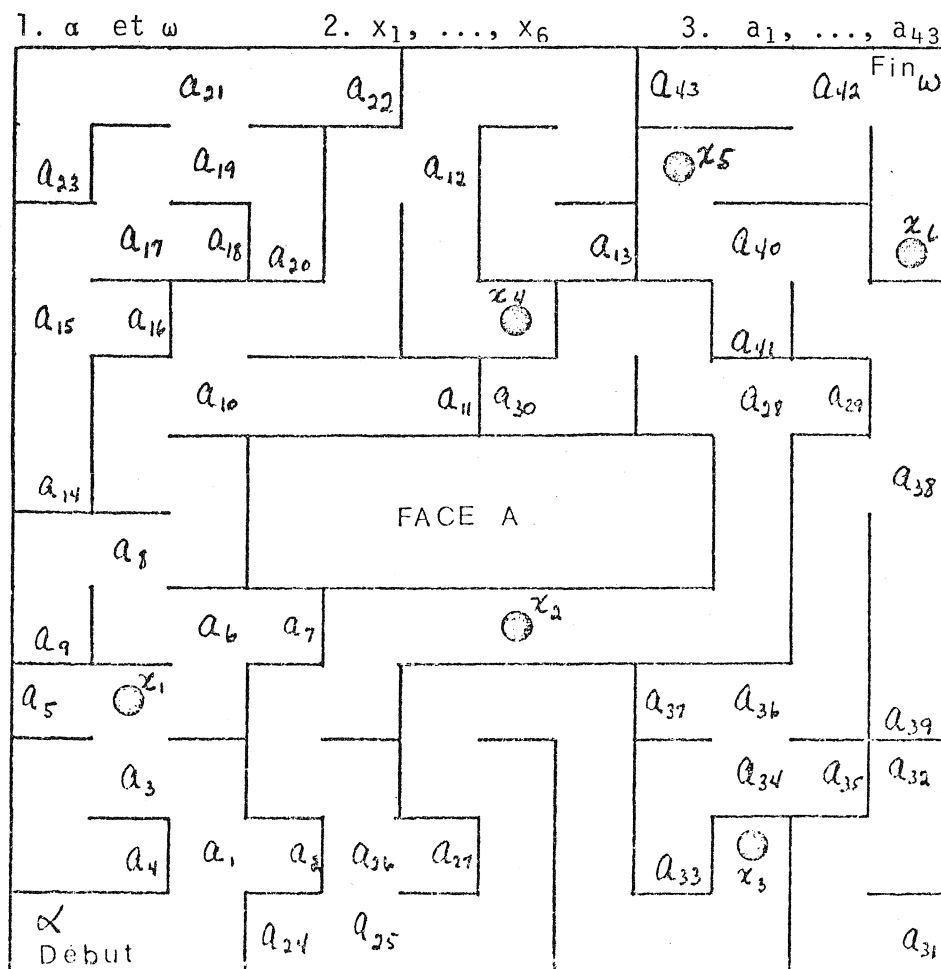 1. α et ω 2. x₁, ..., x₆ 3. a₁, ..., a₄₃
Fin ω
a₂₁ a₂₂ a₄₃ a₄₂
a₂₃ a₁₉ a₁₂ x₅
a₁₇ a₁₈ a₂₀ a₁₃ a₄₀ x₆
a₁₅ a₁₆ x₄ a₄₁
a₁₀ a₁₁ a₃₀ a₂₈ a₂₉
a₁₄ a₃₈
FACE A
a₈
a₉ a₆ a₇ x₂
a₅ x₁ a₃₇ a₃₆ a₃₉
a₃ a₃₄ a₃₅ a₃₂
a₄ a₁ a₂ a₂₆ a₂₇ a₃₃ x₃
α
Début a₂₄ a₂₅ a₃₁